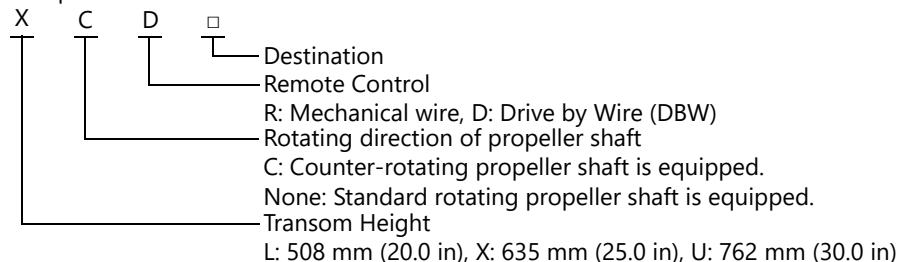 X C D □
Destination
Remote Control
R: Mechanical wire, D: Drive by Wire (DBW)
Rotating direction of propeller shaft
C: Counter-rotating propeller shaft is equipped.
None: Standard rotating propeller shaft is equipped.
Transom Height
L: 508 mm (20.0 in), X: 635 mm (25.0 in), U: 762 mm (30.0 in)